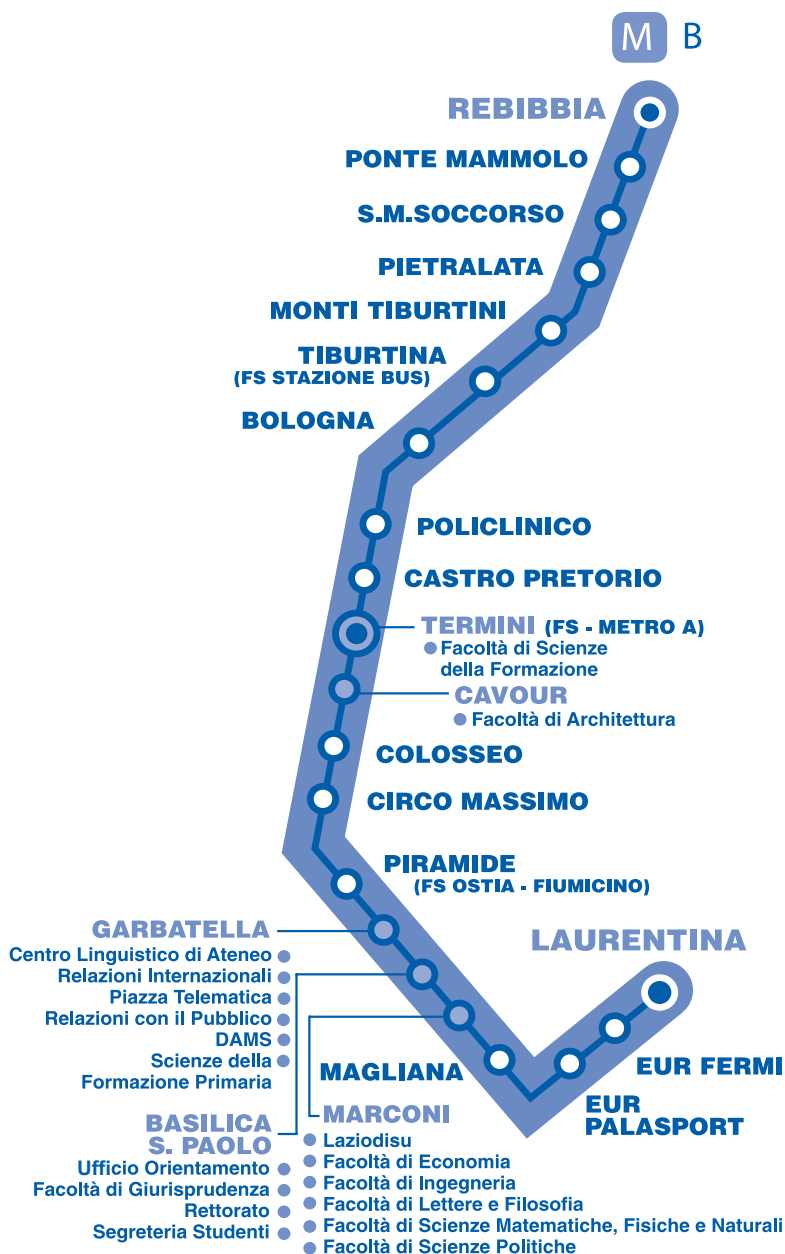 M B
REBIBBIA
PONTE MAMMOLO
S.M.SOCCORSO
PIETRALATA
MONTI TIBURTINI
TIBURTINA
(FS STAZIONE BUS)
BOLOGNA
POLICLINICO
CASTRO PRETORIO
TERMINI (FS - METRO A)
Facoltà di Scienze
della Formazione
CAVOUR
Facoltà di Architettura
COLOSSEO
CIRCO MASSIMO
PIRAMIDE
(FS OSTIA - FIUMICINO)
GARBATELLA
Centro Linguistico di Ateneo
Relazioni Internazionali
Piazza Telematica
Relazioni con il Pubblico
DAMS
Scienze della
Formazione Primaria
BASILICA
S. PAOLO
Ufficio Orientamento
Facoltà di Giurisprudenza
Rettorato
Segreteria Studenti
MARCONI
Laziodisu
Facoltà di Economia
Facoltà di Ingegneria
Facoltà di Lettere e Filosofia
Facoltà di Scienze Matematiche, Fisiche e Naturali
Facoltà di Scienze Politiche
MAGLIANA
EUR
PALASPORT
EUR FERMI
LAURENTINA